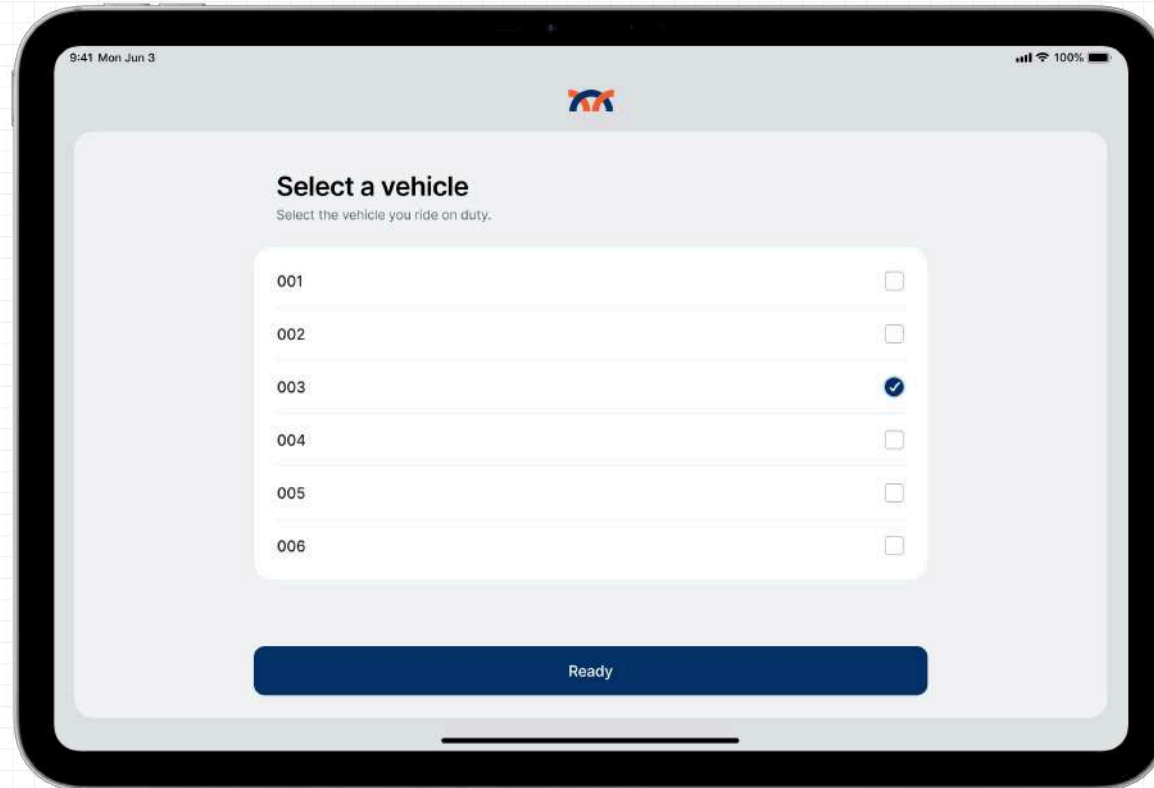 9:41 Mon Jun 3
100%
Select a vehicle
Select the vehicle you ride on duty.
001
002
003
004
005
006
Ready